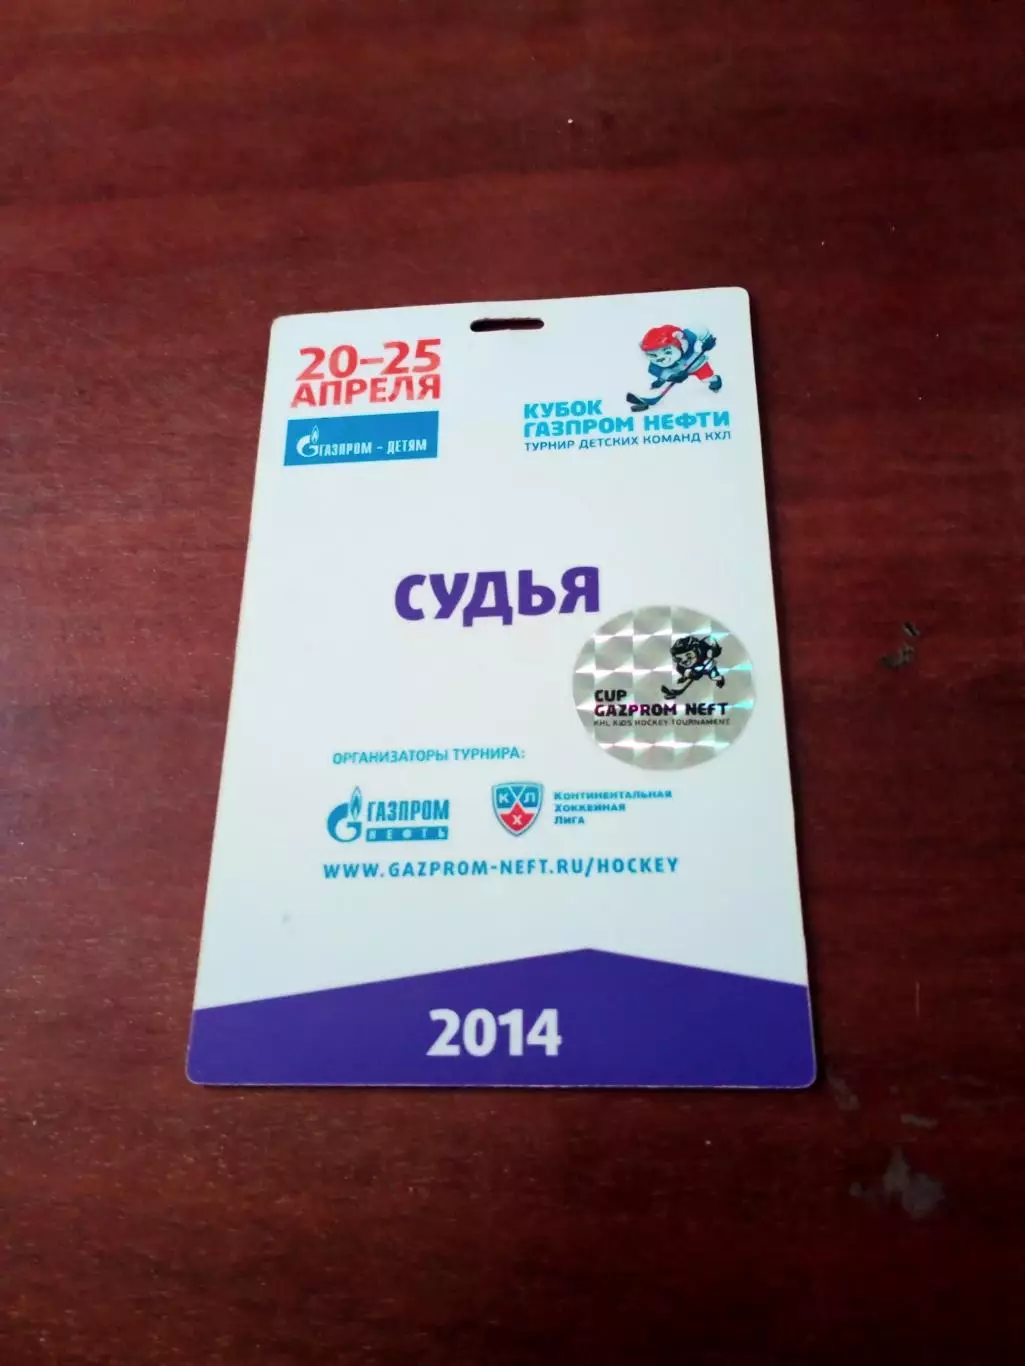 20–25
АПРЕЛЯ
ГАЗПРОМ – ДЕТЯМ
КУБОК
ГАЗПРОМ НЕФТИ
ТУРНИР ДЕТСКИХ КОМАНД КХЛ
СУДЬЯ
CUP
GAZPROM NEFT
KHL KIDS HOCKEY TOURNAMENT
ОРГАНИЗАТОРЫ ТУРНИРА:
ГАЗПРОМ
НЕФТЬ
КХЛ
КОНТИНЕНТАЛЬНАЯ
ХОККЕЙНАЯ
ЛИГА
WWW.GAZPROM-NEFT.RU/HOCKEY
2014